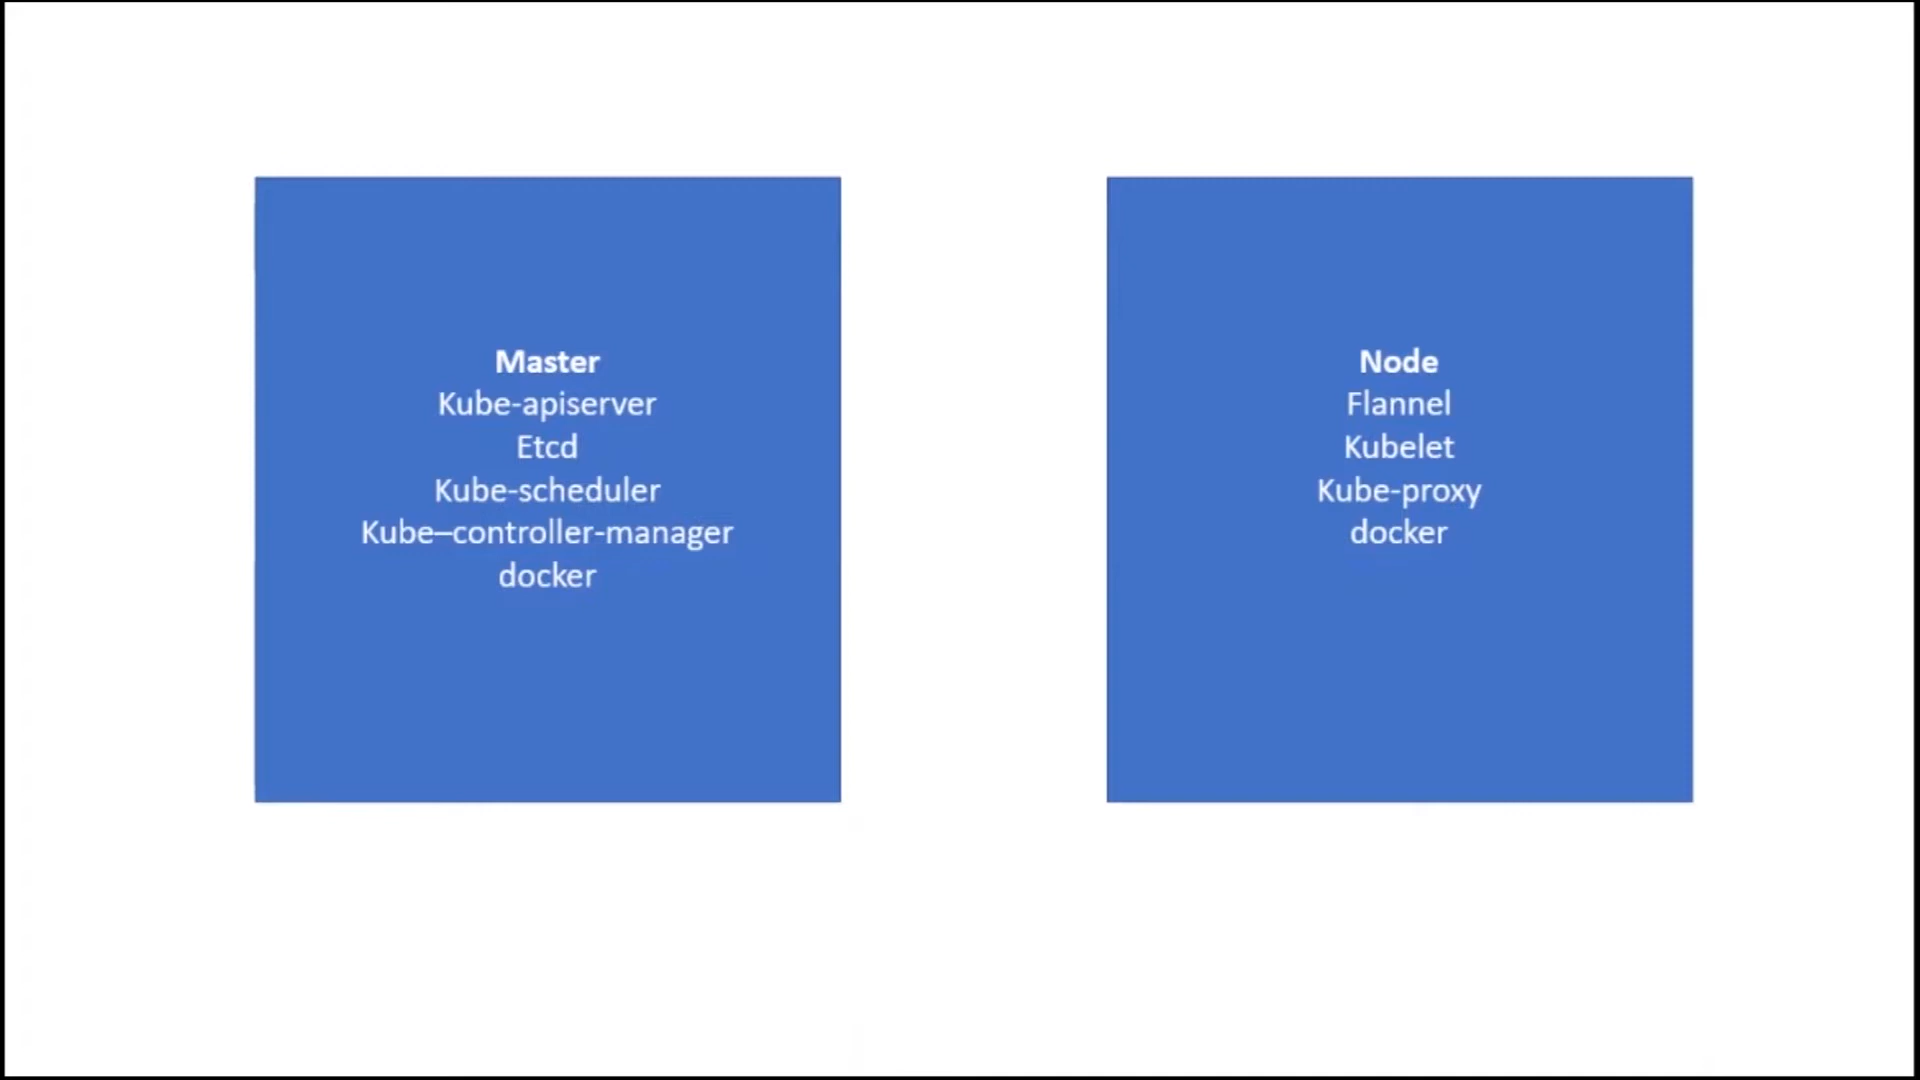 Master
Kube-apiserver
Etcd
Kube-scheduler
Kube–controller-manager
docker
Node
Flannel
Kubelet
Kube-proxy
docker